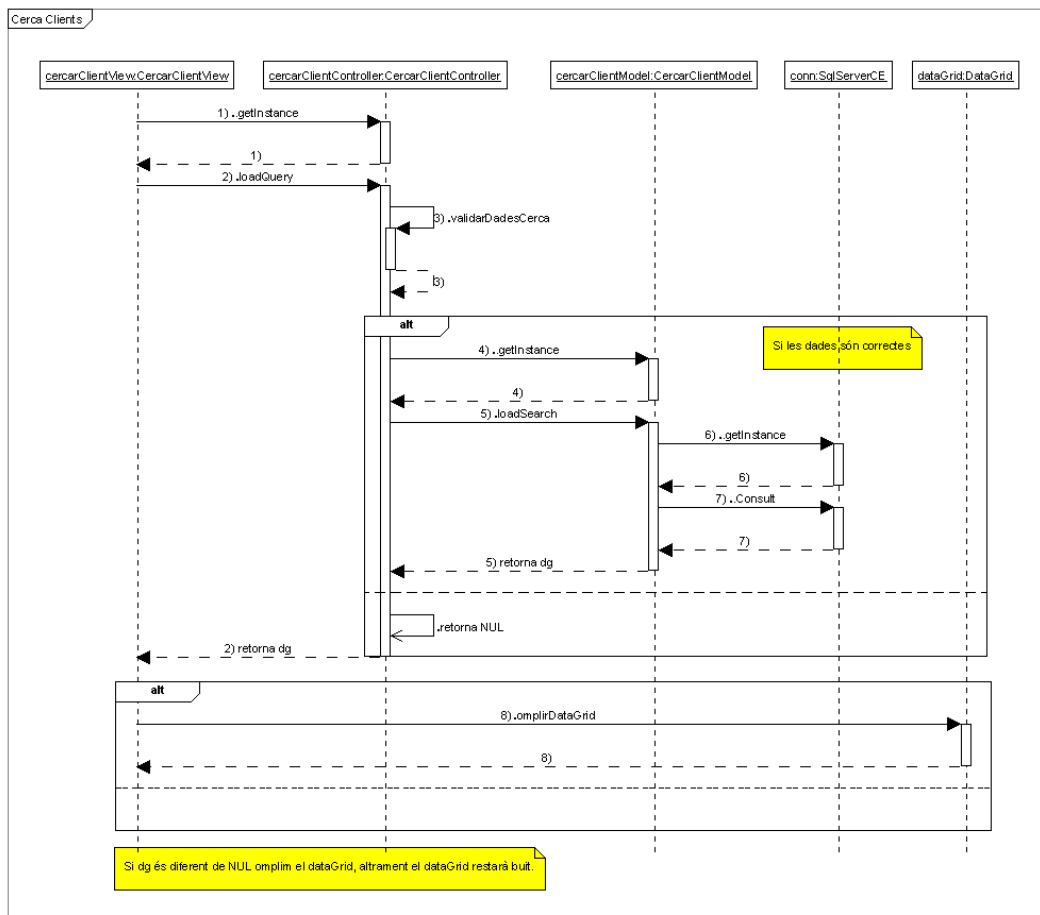 Cerca Clients
cercarClientView:CercarClientView
cercarClientController:CercarClientController
cercarClientModel:CercarClientModel
conn:SqlServerCE
dataGrid:DataGrid
1) ..getInstance
1)
2) .loadQuery
3) .validarDadesCerca
3)
alt
Si les dades són correctes
4) ..getInstance
4)
5) .loadSearch
6) ..getInstance
6)
7) ..Consult
7)
5) retorna dg
.retorna NUL
2) retorna dg
alt
8).omplirDataGrid
8)
Si dg és diferent de NUL omplim el dataGrid, altrament el dataGrid restarà buit.